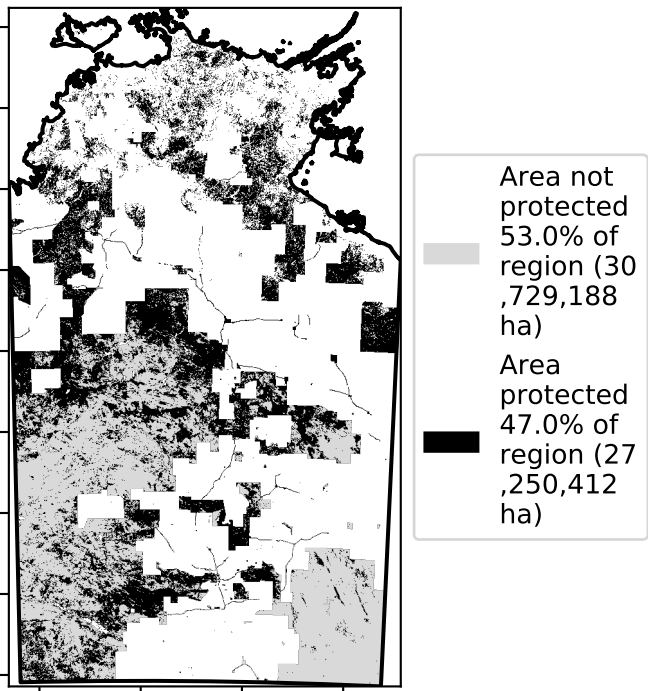 Area not
protected
53.0% of
region (30
,729,188
ha)
Area
protected
47.0% of
region (27
,250,412
ha)